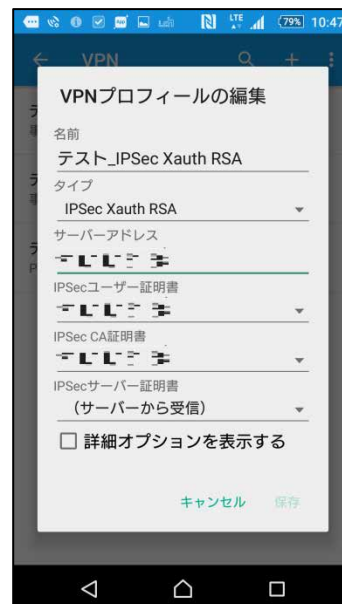 LTE 79% 10:47
VPN
VPNプロフィールの編集
名前
テスト_IPSec Xauth RSA
タイプ
IPSec Xauth RSA
サーバーアドレス
IPSecユーザー証明書
IPSec CA証明書
IPSecサーバー証明書
(サーバーから受信)
詳細オプションを表示する
キャンセル 保存